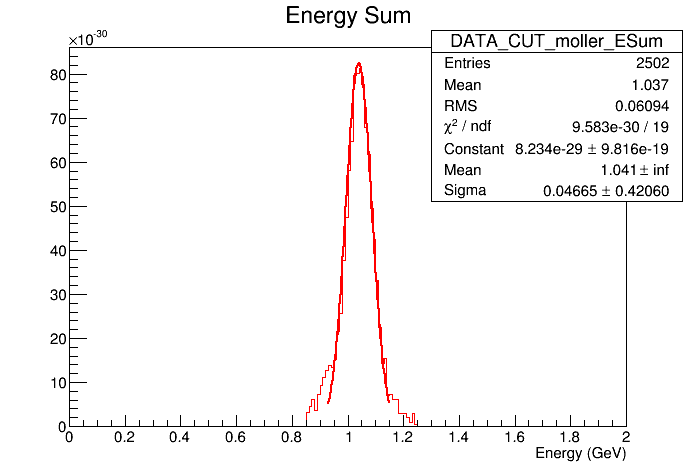 Energy Sum
×10⁻³⁰
DATA_CUT_moller_ESum
Entries 2502
Mean 1.037
RMS 0.06094
χ² / ndf 9.583e-30 / 19
Constant 8.234e-29 ± 9.816e-19
Mean 1.041 ± inf
Sigma 0.04665 ± 0.42060
80
70
60
50
40
30
20
10
0
0 0.2 0.4 0.6 0.8 1 1.2 1.4 1.6 1.8 2
Energy (GeV)